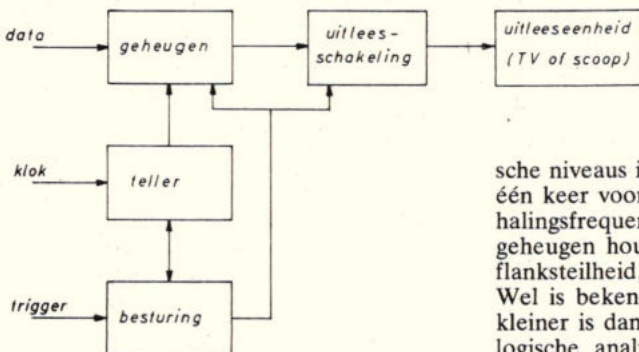 data
geheugen
uitlees-
schakeling
uitleeseenheid
(TV of scoop)
klok
teller
trigger
besturing
sche niveaus i
één keer voor
halingsfrequen
geheugen hou
flanksteilheid,
Wel is beken
kleiner is dan
logische anal